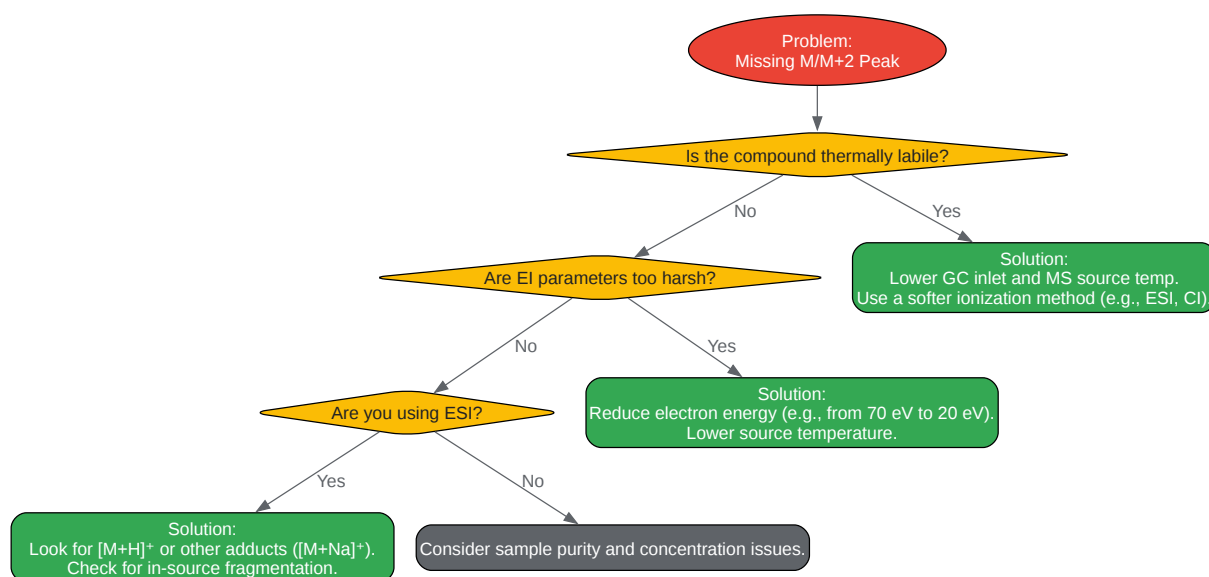 Problem:
Missing M/M+2 Peak
Is the compound thermally labile?
No
Yes
Solution:
Lower GC inlet and MS source temp.
Use a softer ionization method (e.g., ESI, CI).
Are EI parameters too harsh?
No
Yes
Solution:
Reduce electron energy (e.g., from 70 eV to 20 eV).
Lower source temperature.
Are you using ESI?
Yes
No
Solution:
Look for [M+H]⁺ or other adducts ([M+Na]⁺).
Check for in-source fragmentation.
Consider sample purity and concentration issues.